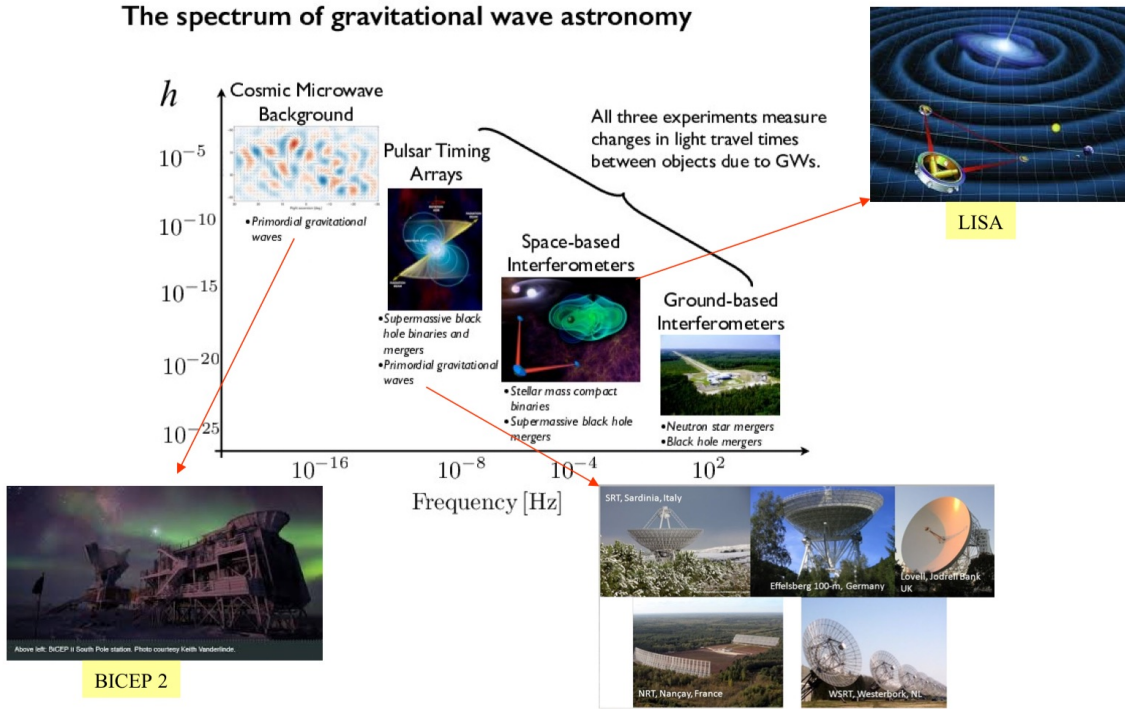 The spectrum of gravitational wave astronomy
h
10⁻⁵
10⁻¹⁰
10⁻¹⁵
10⁻²⁰
10⁻²⁵
Cosmic Microwave
Background
•Primordial gravitational
waves
Pulsar Timing
Arrays
•Supermassive black
hole binaries and
mergers
•Primordial gravitational
waves
Space-based
Interferometers
•Stellar mass compact
binaries
•Supermassive black hole
mergers
Ground-based
Interferometers
•Neutron star mergers
•Black hole mergers
All three experiments measure
changes in light travel times
between objects due to GWs.
LISA
10⁻¹⁶
10⁻⁸
10⁻⁴
10²
Frequency [Hz]
Above left: BICEP II South Pole station. Photo courtesy Keith Vanderlinde.
BICEP 2
SRT, Sardinia, Italy
Effelsberg 100-m, Germany
Lovell, Jodrell Bank
UK
NRT, Nançay, France
WSRT, Westerbork, NL